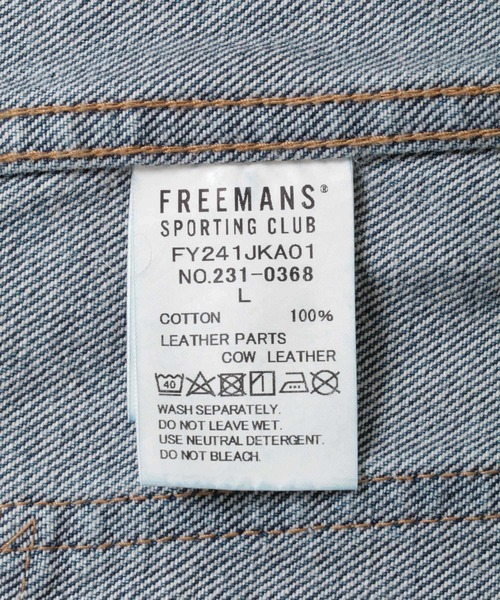 FREEMANS®
SPORTING CLUB
FY241JKA01
NO.231-0368
L
COTTON 100%
LEATHER PARTS
COW LEATHER
40
WASH SEPARATELY.
DO NOT LEAVE WET.
USE NEUTRAL DETERGENT.
DO NOT BLEACH.